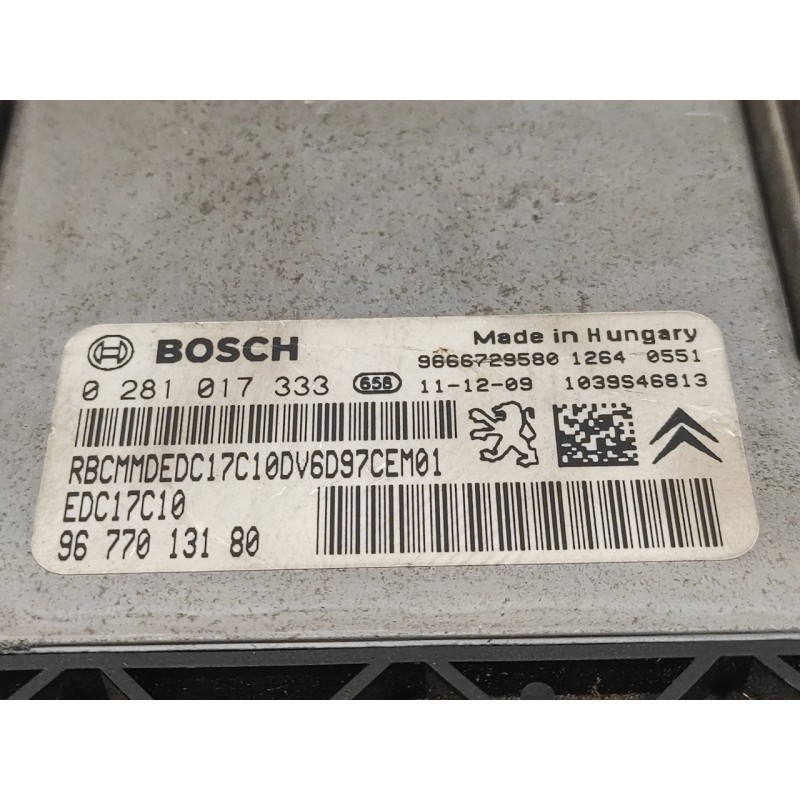 BOSCH
Made in Hungary
9666729580 1264 0551
0 281 017 333 658 11-12-09 1039S46813
RBCMMDEDC17C10DV6D97CEM01
EDC17C10
96 770 131 80